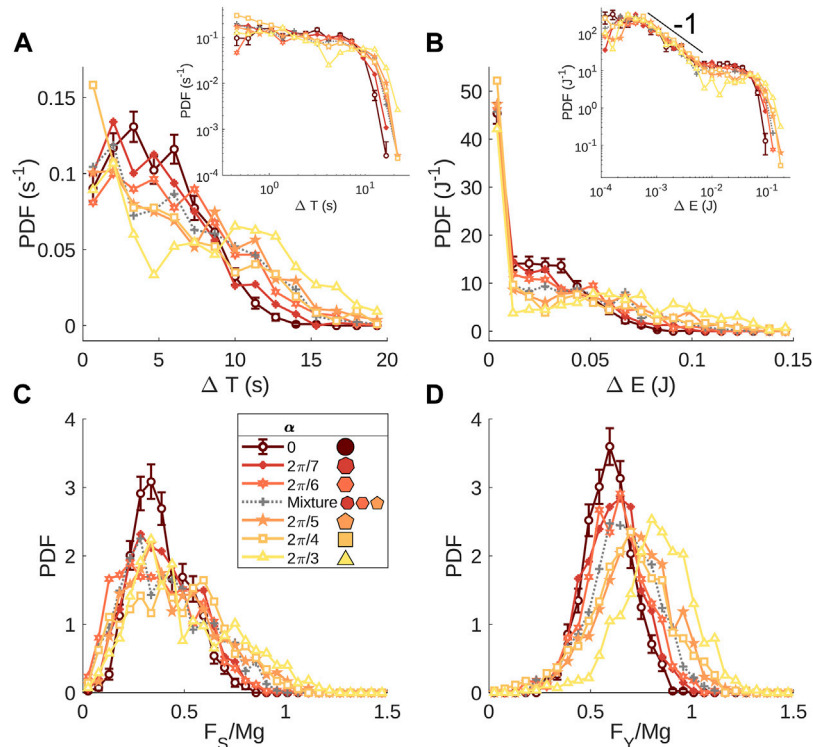 A
PDF (s⁻¹)
0.15
0.1
0.05
0
0
5
10
15
20
Δ T (s)
PDF (s⁻¹)
10⁻¹
10⁻²
10⁻³
10⁻⁴
10⁰
10¹
Δ T (s)
B
PDF (J⁻¹)
50
40
30
20
10
0
0
0.05
0.1
0.15
Δ E (J)
-1
PDF (J⁻¹)
10²
10¹
10⁰
10⁻¹
10⁻⁴
10⁻³
10⁻²
10⁻¹
Δ E (J)
C
PDF
4
3
2
1
0
0
0.5
1
1.5
F_S/Mg
α
0
2π/7
2π/6
Mixture
2π/5
2π/4
2π/3
D
PDF
4
3
2
1
0
0
0.5
1
1.5
F_Y/Mg